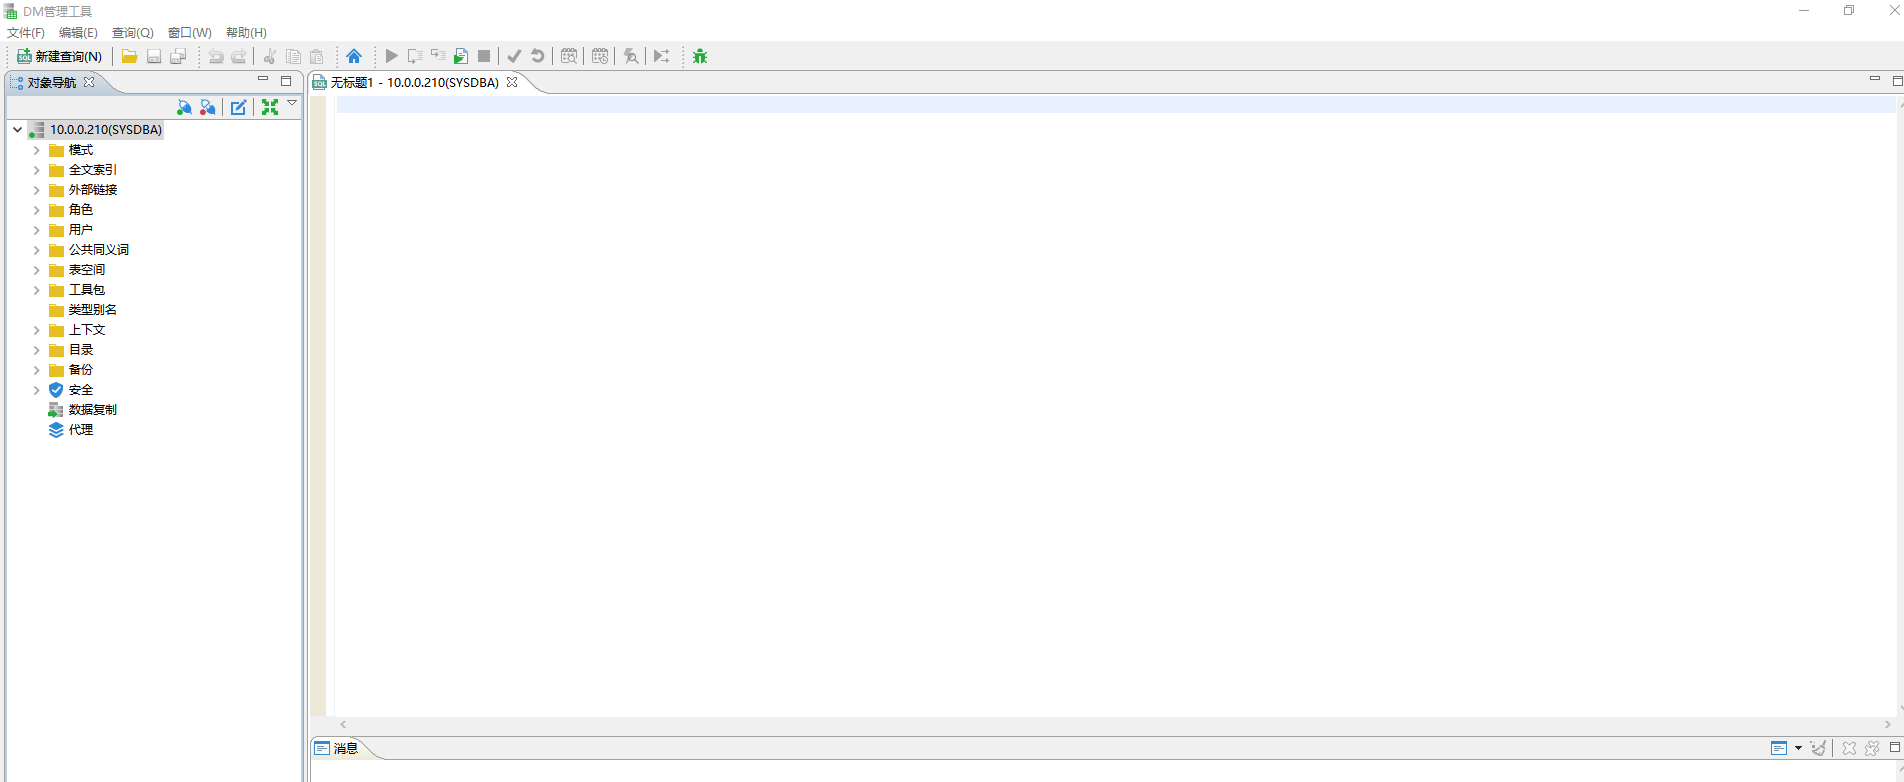 DM管理工具
文件(F) 编辑(E) 查询(Q) 窗口(W) 帮助(H)
新建查询(N)
对象导航
无标题1 - 10.0.0.210(SYSDBA)
10.0.0.210(SYSDBA)
模式
全文索引
外部链接
角色
用户
公共同义词
表空间
工具包
类型别名
上下文
目录
备份
安全
数据复制
代理
消息